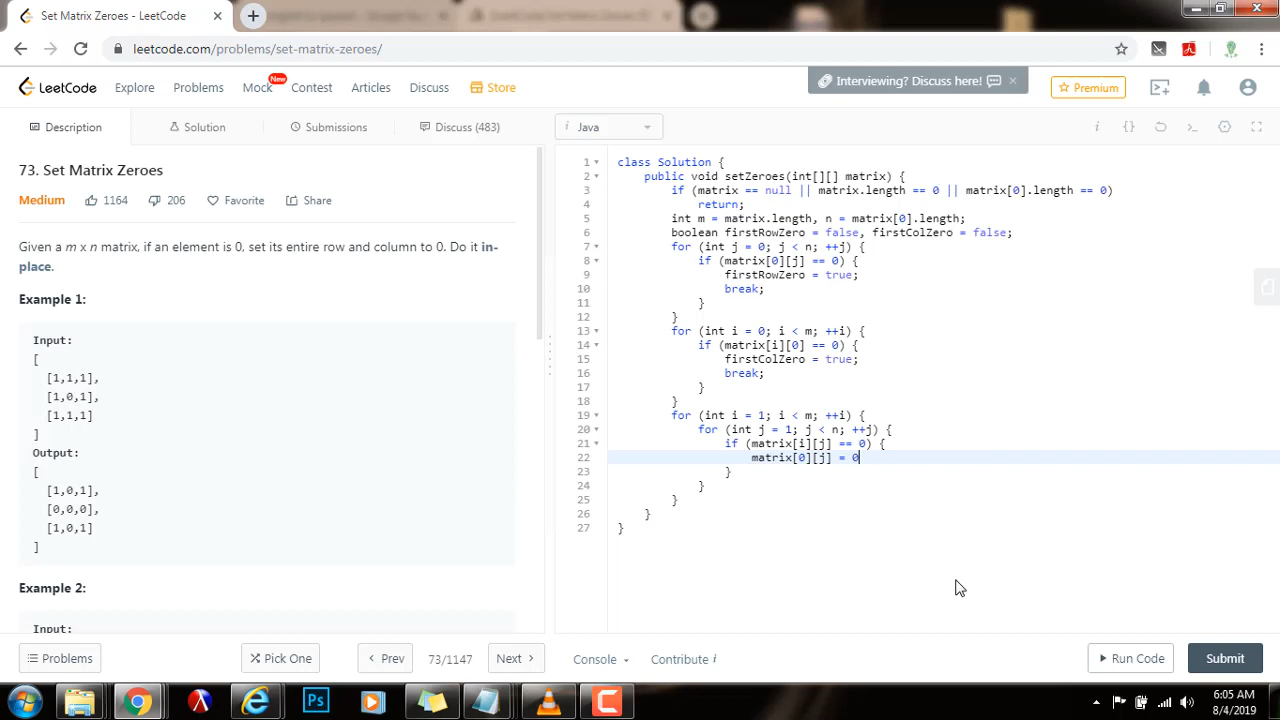 Set Matrix Zeroes - LeetCode
leetcode.com/problems/set-matrix-zeroes/
LeetCode
Explore
Problems
Mock
New
Contest
Articles
Discuss
Store
Interviewing? Discuss here!
Premium
Description
Solution
Submissions
Discuss (483)
Java
73. Set Matrix Zeroes
Medium
1164
206
Favorite
Share
Given a m x n matrix, if an element is 0, set its entire row and column to 0. Do it in-
place.
Example 1:
Input:
[
[1,1,1],
[1,0,1],
[1,1,1]
]
Output:
[
[1,0,1],
[0,0,0],
[1,0,1]
]
Example 2:
Input:
1 class Solution {
2 public void setZeroes(int[][] matrix) {
3 if (matrix == null || matrix.length == 0 || matrix[0].length == 0)
4 return;
5 int m = matrix.length, n = matrix[0].length;
6 boolean firstRowZero = false, firstColZero = false;
7 for (int j = 0; j < n; ++j) {
8 if (matrix[0][j] == 0) {
9 firstRowZero = true;
10 break;
11 }
12 }
13 for (int i = 0; i < m; ++i) {
14 if (matrix[i][0] == 0) {
15 firstColZero = true;
16 break;
17 }
18 }
19 for (int i = 1; i < m; ++i) {
20 for (int j = 1; j < n; ++j) {
21 if (matrix[i][j] == 0) {
22 matrix[0][j] = 0
23 }
24 }
25 }
26 }
27 }
Problems
Pick One
Prev
73/1147
Next
Console
Contribute i
Run Code
Submit
6:05 AM
8/4/2019